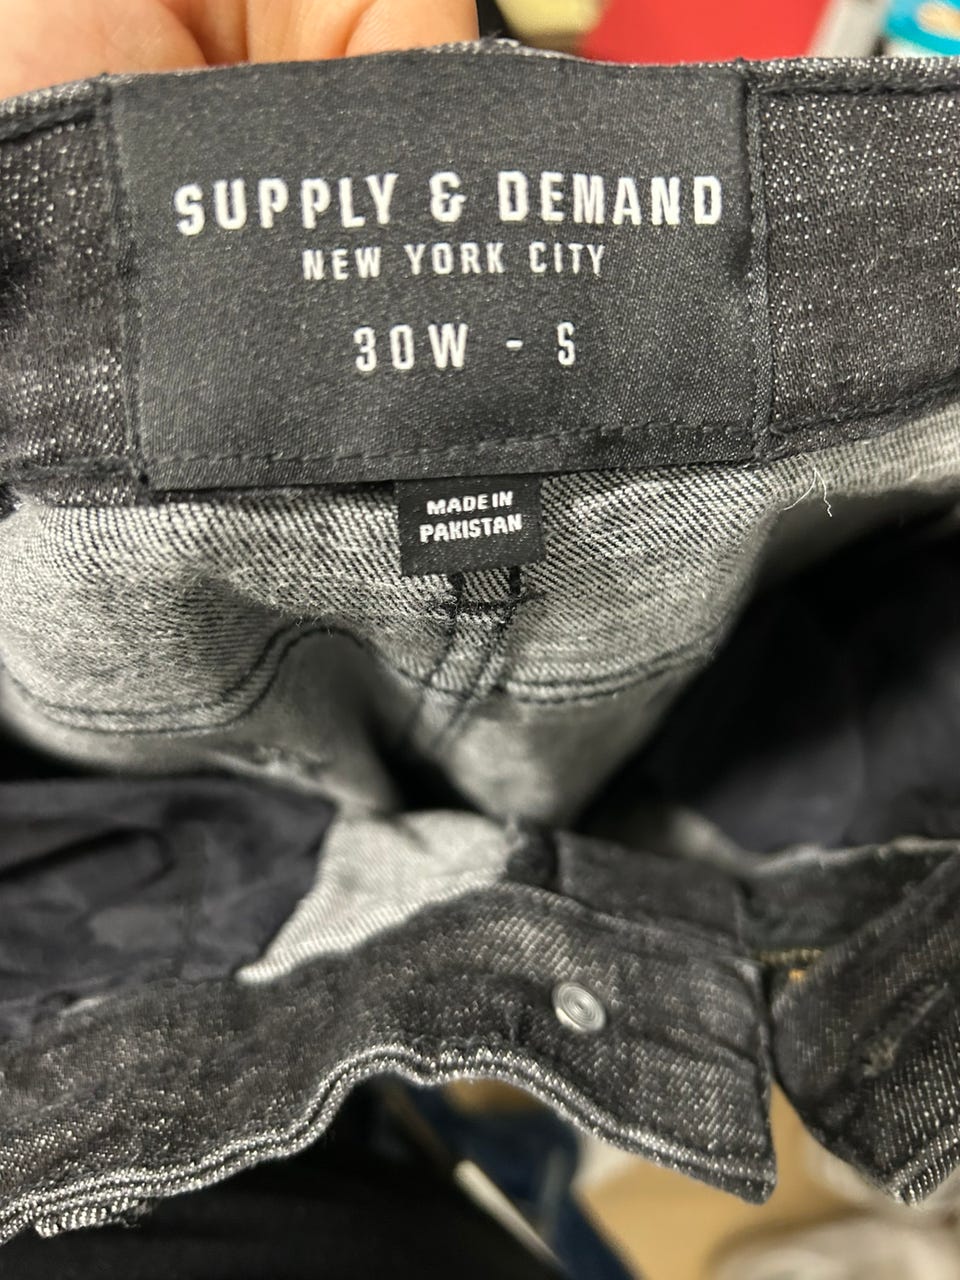 SUPPLY & DEMAND
NEW YORK CITY
30W - S
MADE IN
PAKISTAN